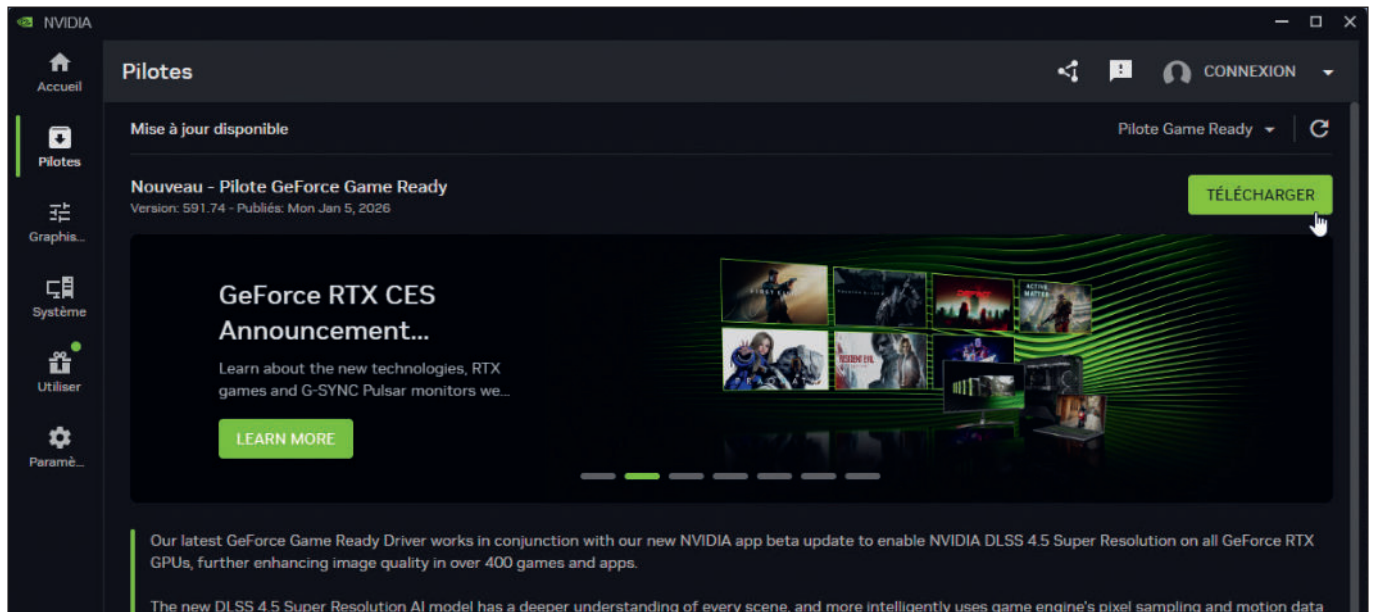 NVIDIA
Accueil
Pilotes
CONNEXION
Pilotes
Mise à jour disponible
Pilote Game Ready
Nouveau - Pilote GeForce Game Ready
Version: 591.74 - Publiés: Mon Jan 5, 2026
TÉLÉCHARGER
Graphis...
Système
Utiliser
Paramè...
GeForce RTX CES
Announcement...
Learn about the new technologies, RTX
games and G-SYNC Pulsar monitors we...
LEARN MORE
ACTIVE
MATTER
RESIDENT EVIL
Our latest GeForce Game Ready Driver works in conjunction with our new NVIDIA app beta update to enable NVIDIA DLSS 4.5 Super Resolution on all GeForce RTX
GPUs, further enhancing image quality in over 400 games and apps.
The new DLSS 4.5 Super Resolution AI model has a deeper understanding of every scene, and more intelligently uses game engine's pixel sampling and motion data